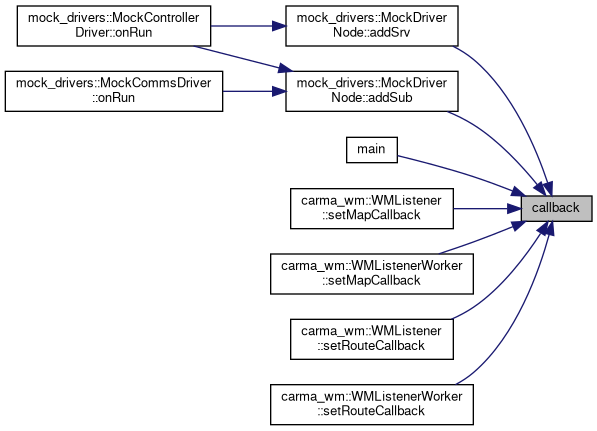 mock_drivers::MockController
Driver::onRun
mock_drivers::MockDriver
Node::addSrv
mock_drivers::MockCommsDriver
::onRun
mock_drivers::MockDriver
Node::addSub
main
carma_wm::WMListener
::setMapCallback
callback
carma_wm::WMListenerWorker
::setMapCallback
carma_wm::WMListener
::setRouteCallback
carma_wm::WMListenerWorker
::setRouteCallback